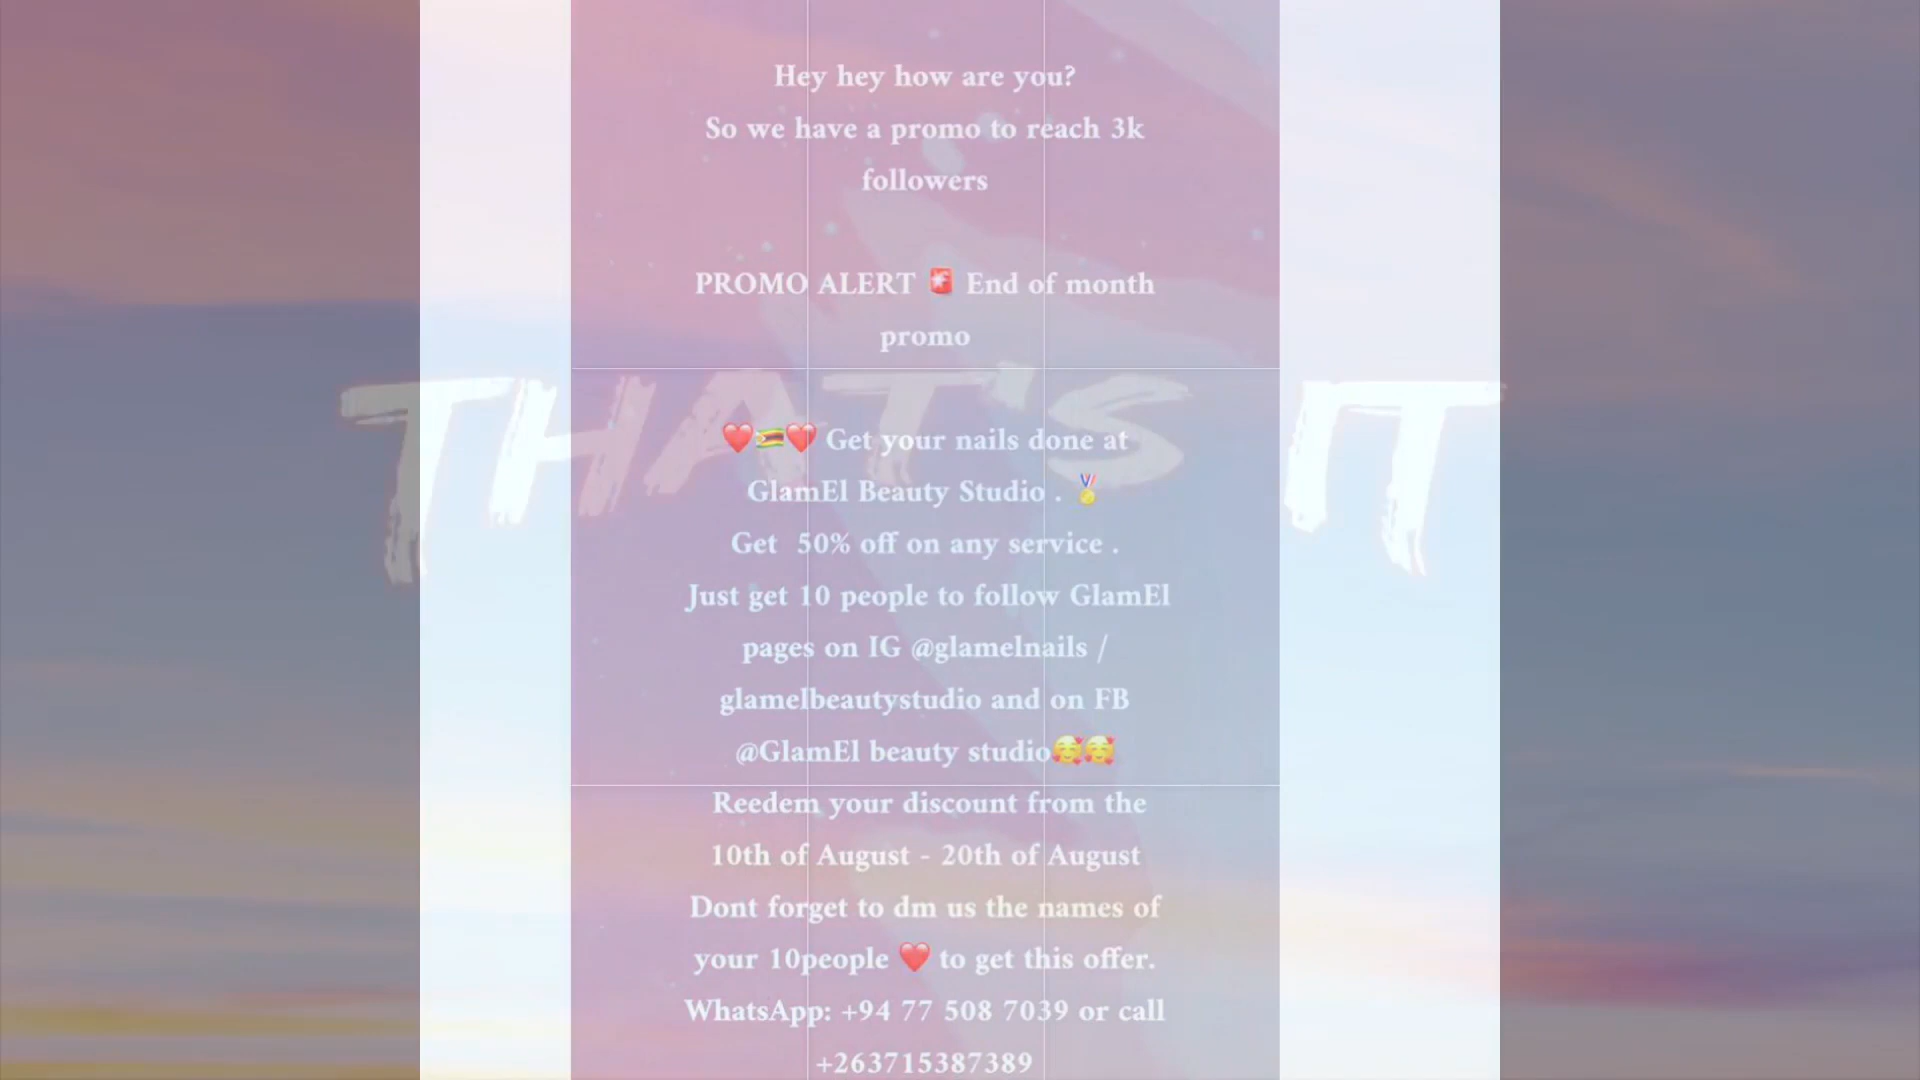 Hey hey how are you?
So we have a promo to reach 3k
followers
PROMO ALERT 🚨 End of month
promo
THAT'S IT
❤️🇿🇼❤️ Get your nails done at
GlamEl Beauty Studio . 🏅
Get  50% off on any service .
Just get 10 people to follow GlamEl
pages on IG @glamelnails /
glamelbeautystudio and on FB
@GlamEl beauty studio🥰🥰
Reedem your discount from the
10th of August - 20th of August
Dont forget to dm us the names of
your 10people ❤️ to get this offer.
WhatsApp: +94 77 508 7039 or call
+263715387389